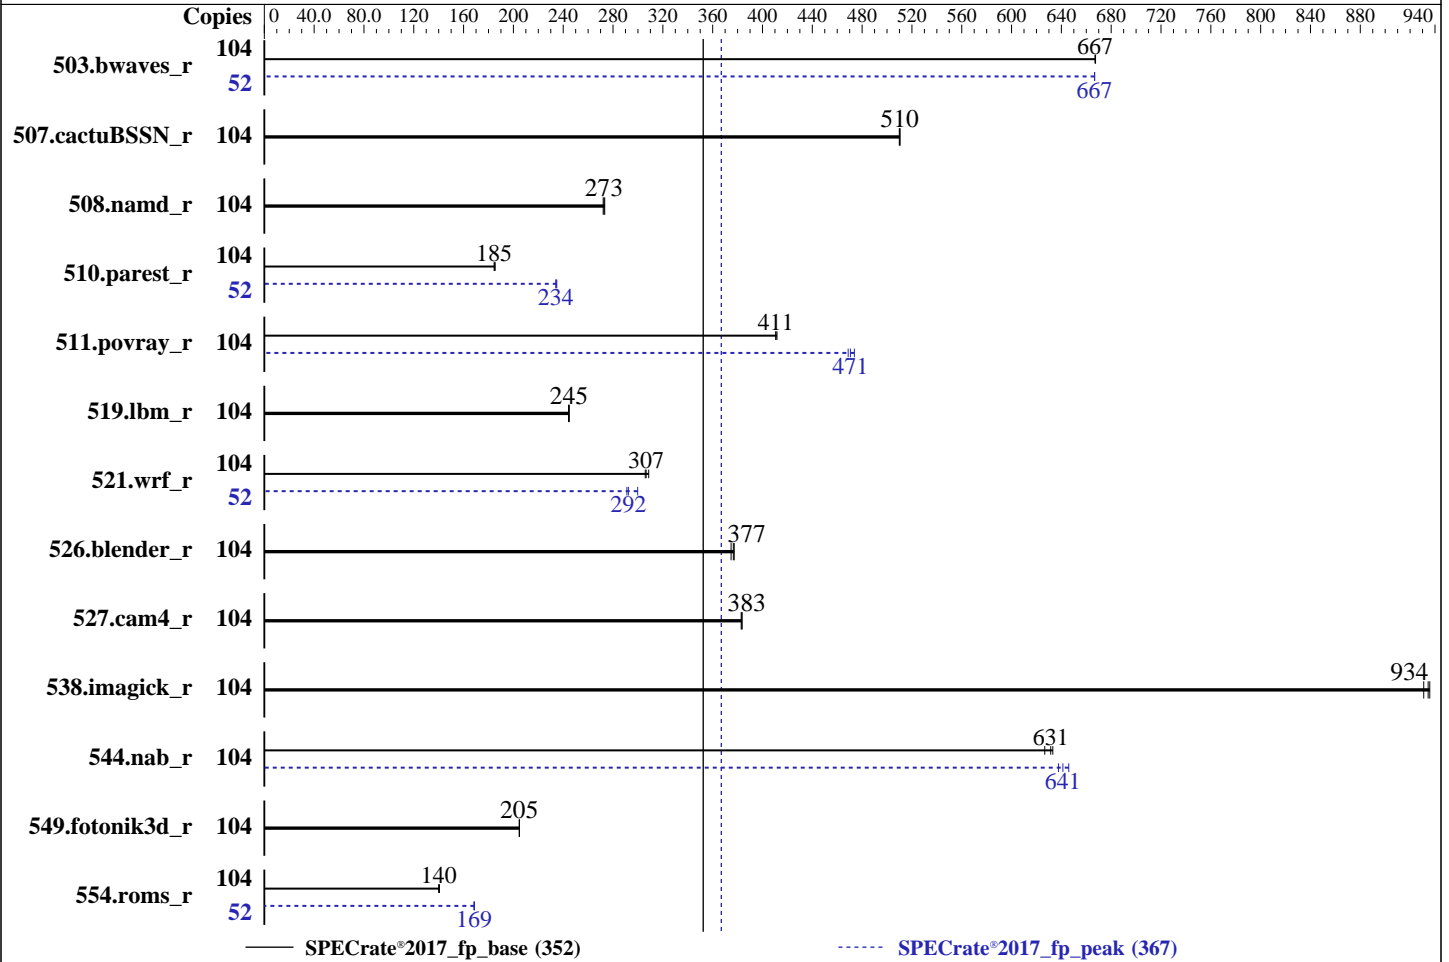 Copies 0 40.0 80.0 120 160 200 240 280 320 360 400 440 480 520 560 600 640 680 720 760 800 840 880 940
503.bwaves_r 104 667
52 667
507.cactuBSSN_r 104 510
508.namd_r 104 273
510.parest_r 104 185
52 234
511.povray_r 104 411
471
519.lbm_r 104 245
521.wrf_r 104 307
52 292
526.blender_r 104 377
527.cam4_r 104 383
538.imagick_r 104 934
544.nab_r 104 631
641
549.fotonik3d_r 104 205
554.roms_r 104 140
52 169
SPECrate®2017_fp_base (352) SPECrate®2017_fp_peak (367)